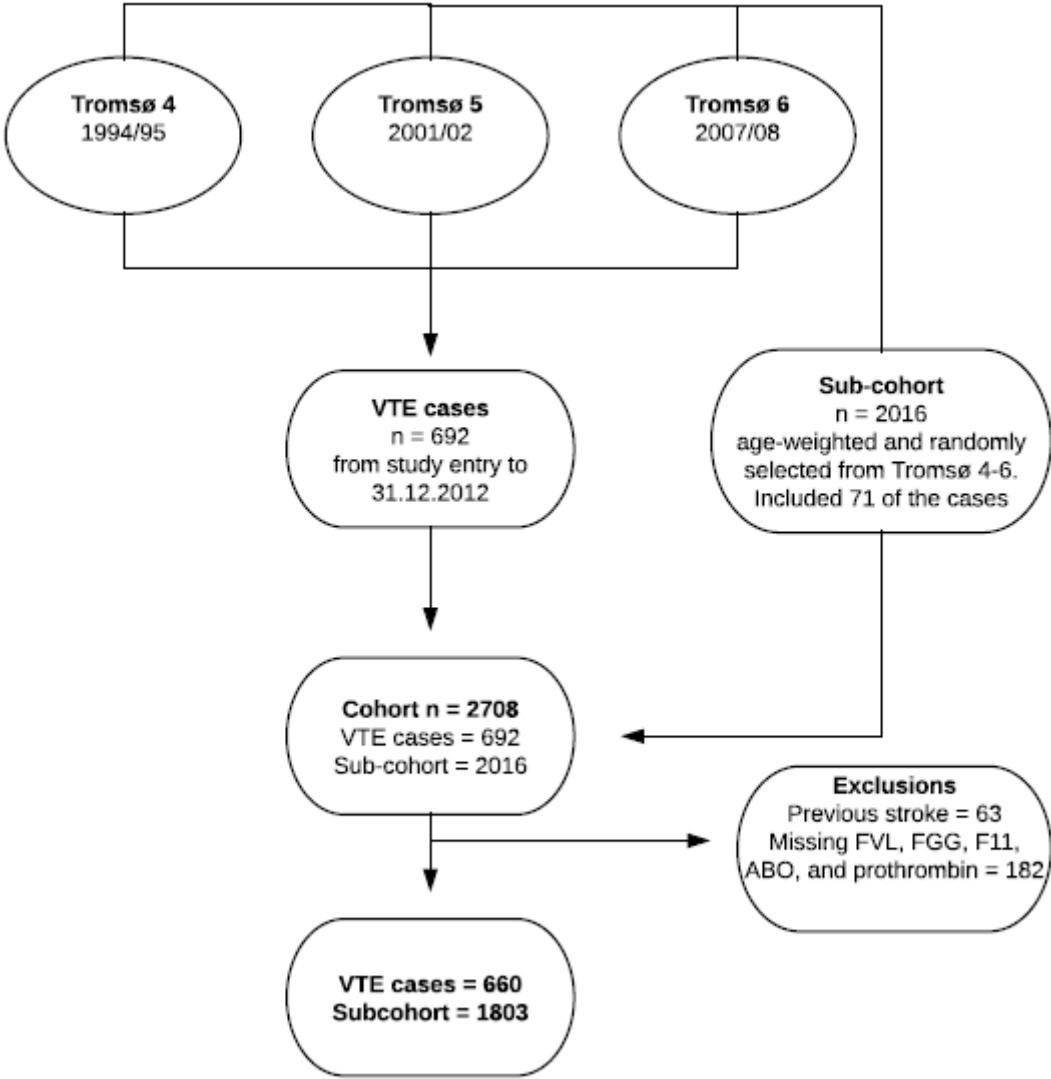 Tromsø 4
1994/95
Tromsø 5
2001/02
Tromsø 6
2007/08
VTE cases
n = 692
from study entry to
31.12.2012
Sub-cohort
n = 2016
age-weighted and randomly
selected from Tromsø 4-6.
Included 71 of the cases
Cohort n = 2708
VTE cases = 692
Sub-cohort = 2016
Exclusions
Previous stroke = 63
Missing FVL, FGG, F11,
ABO, and prothrombin = 182
VTE cases = 660
Subcohort = 1803